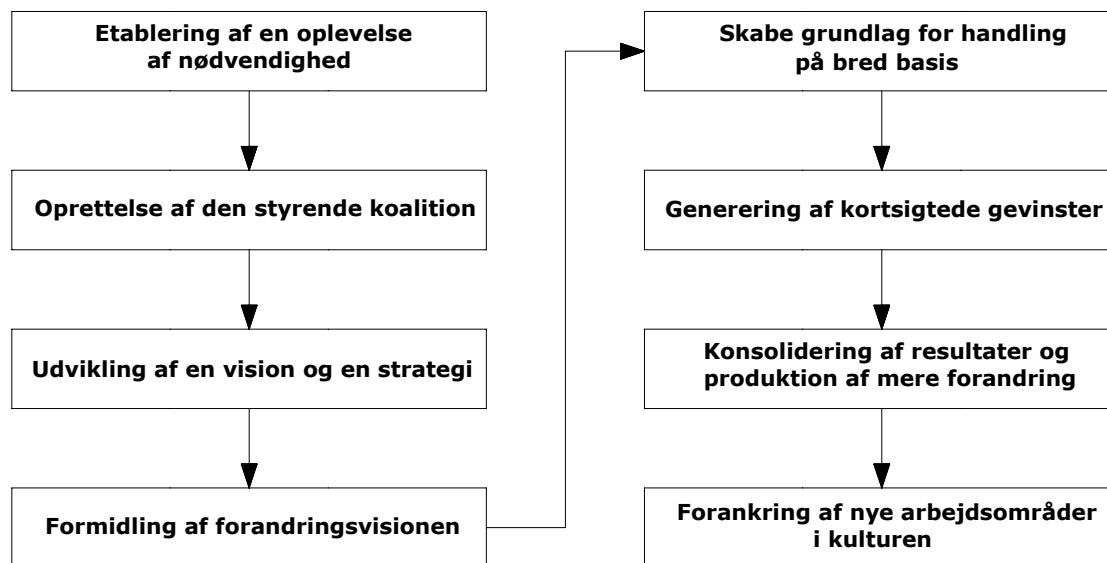 Etablering af en oplevelse
af nødvendighed
Oprettelse af den styrende koalition
Udvikling af en vision og en strategi
Formidling af forandringsvisionen
Skabe grundlag for handling
på bred basis
Generering af kortsigtede gevinster
Konsolidering af resultater og
produktion af mere forandring
Forankring af nye arbejdsområder
i kulturen